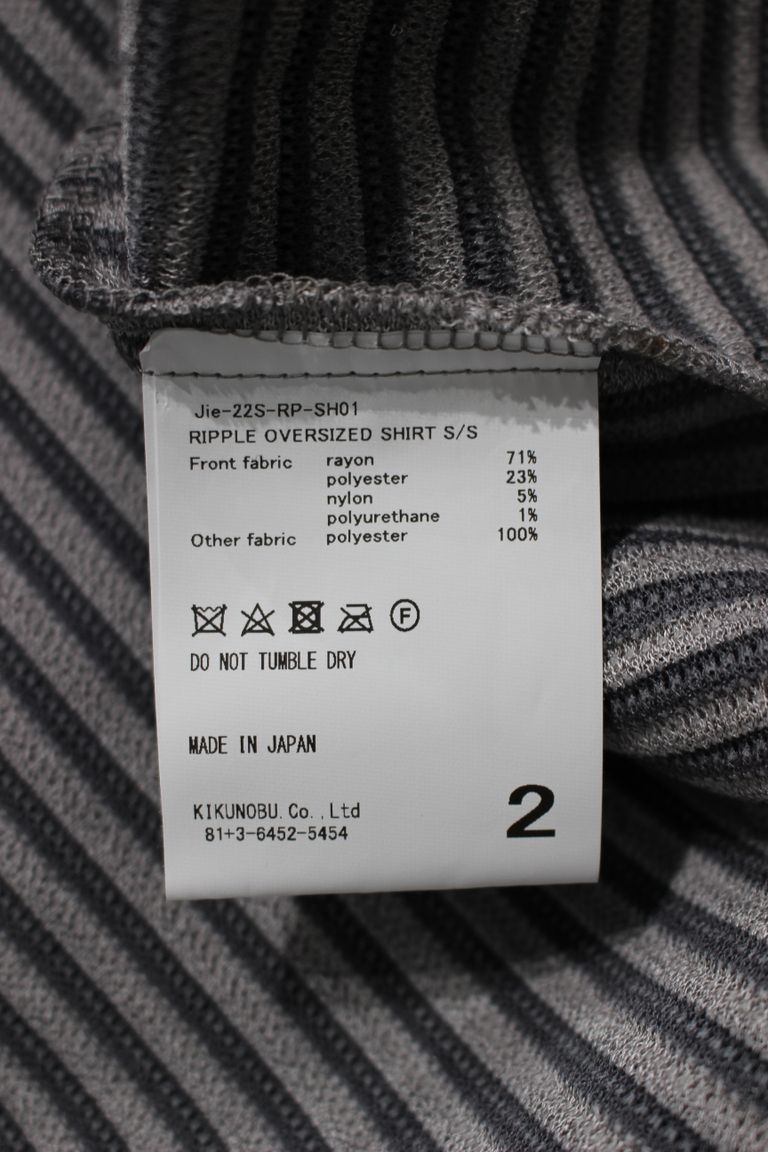 Jie-22S-RP-SH01
RIPPLE OVERSIZED SHIRT S/S
Front fabric rayon 71%
polyester 23%
nylon 5%
polyurethane 1%
Other fabric polyester 100%
F
DO NOT TUMBLE DRY
MADE IN JAPAN
KIKUNOBU. Co., Ltd
81+3-6452-5454
2